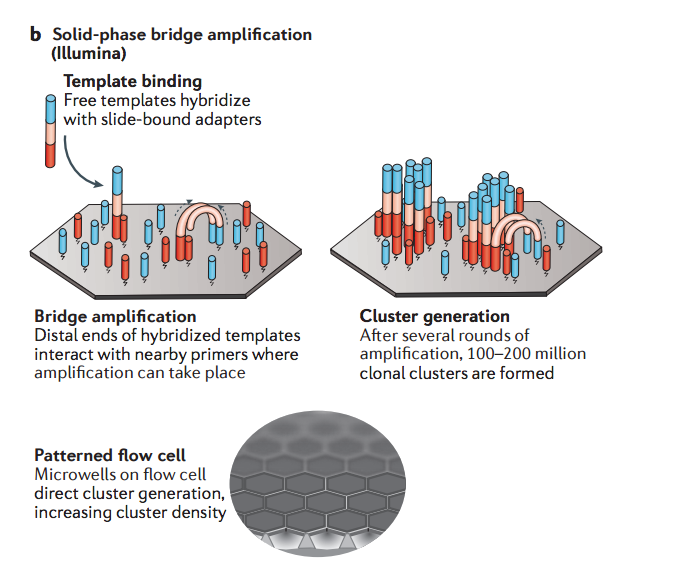 b Solid-phase bridge amplification
(Illumina)
Template binding
Free templates hybridize
with slide-bound adapters
Bridge amplification
Distal ends of hybridized templates
interact with nearby primers where
amplification can take place
Cluster generation
After several rounds of
amplification, 100–200 million
clonal clusters are formed
Patterned flow cell
Microwells on flow cell
direct cluster generation,
increasing cluster density